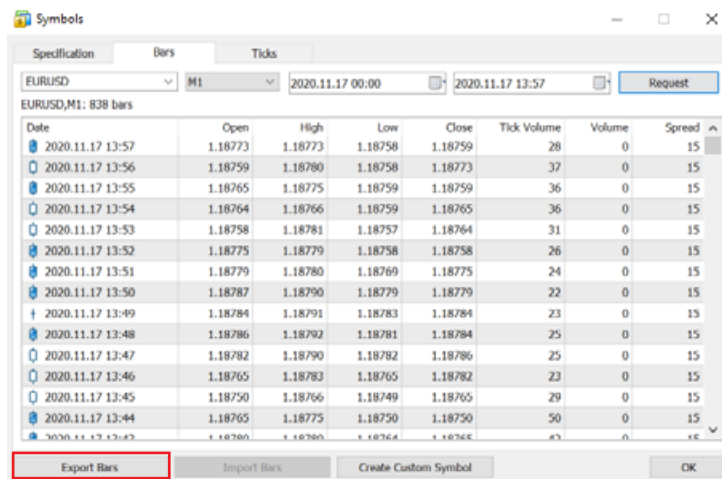 Symbols
Specification Bars Ticks
EURUSD M1 2020.11.17 00:00 2020.11.17 13:57 Request
EURUSD,M1: 838 bars
Date Open High Low Close Tick Volume Volume Spread
2020.11.17 13:57 1.18773 1.18773 1.18758 1.18759 28 0 15
2020.11.17 13:56 1.18759 1.18780 1.18758 1.18773 37 0 15
2020.11.17 13:55 1.18765 1.18775 1.18759 1.18759 36 0 15
2020.11.17 13:54 1.18764 1.18766 1.18759 1.18765 36 0 15
2020.11.17 13:53 1.18758 1.18781 1.18757 1.18764 31 0 15
2020.11.17 13:52 1.18775 1.18779 1.18758 1.18758 26 0 15
2020.11.17 13:51 1.18779 1.18780 1.18769 1.18775 24 0 15
2020.11.17 13:50 1.18787 1.18790 1.18779 1.18779 22 0 15
2020.11.17 13:49 1.18784 1.18791 1.18783 1.18784 23 0 15
2020.11.17 13:48 1.18786 1.18792 1.18781 1.18784 25 0 15
2020.11.17 13:47 1.18782 1.18790 1.18782 1.18786 25 0 15
2020.11.17 13:46 1.18765 1.18783 1.18765 1.18782 23 0 15
2020.11.17 13:45 1.18750 1.18766 1.18749 1.18765 29 0 15
2020.11.17 13:44 1.18765 1.18775 1.18750 1.18750 50 0 15
Export Bars Import Bars Create Custom Symbol OK